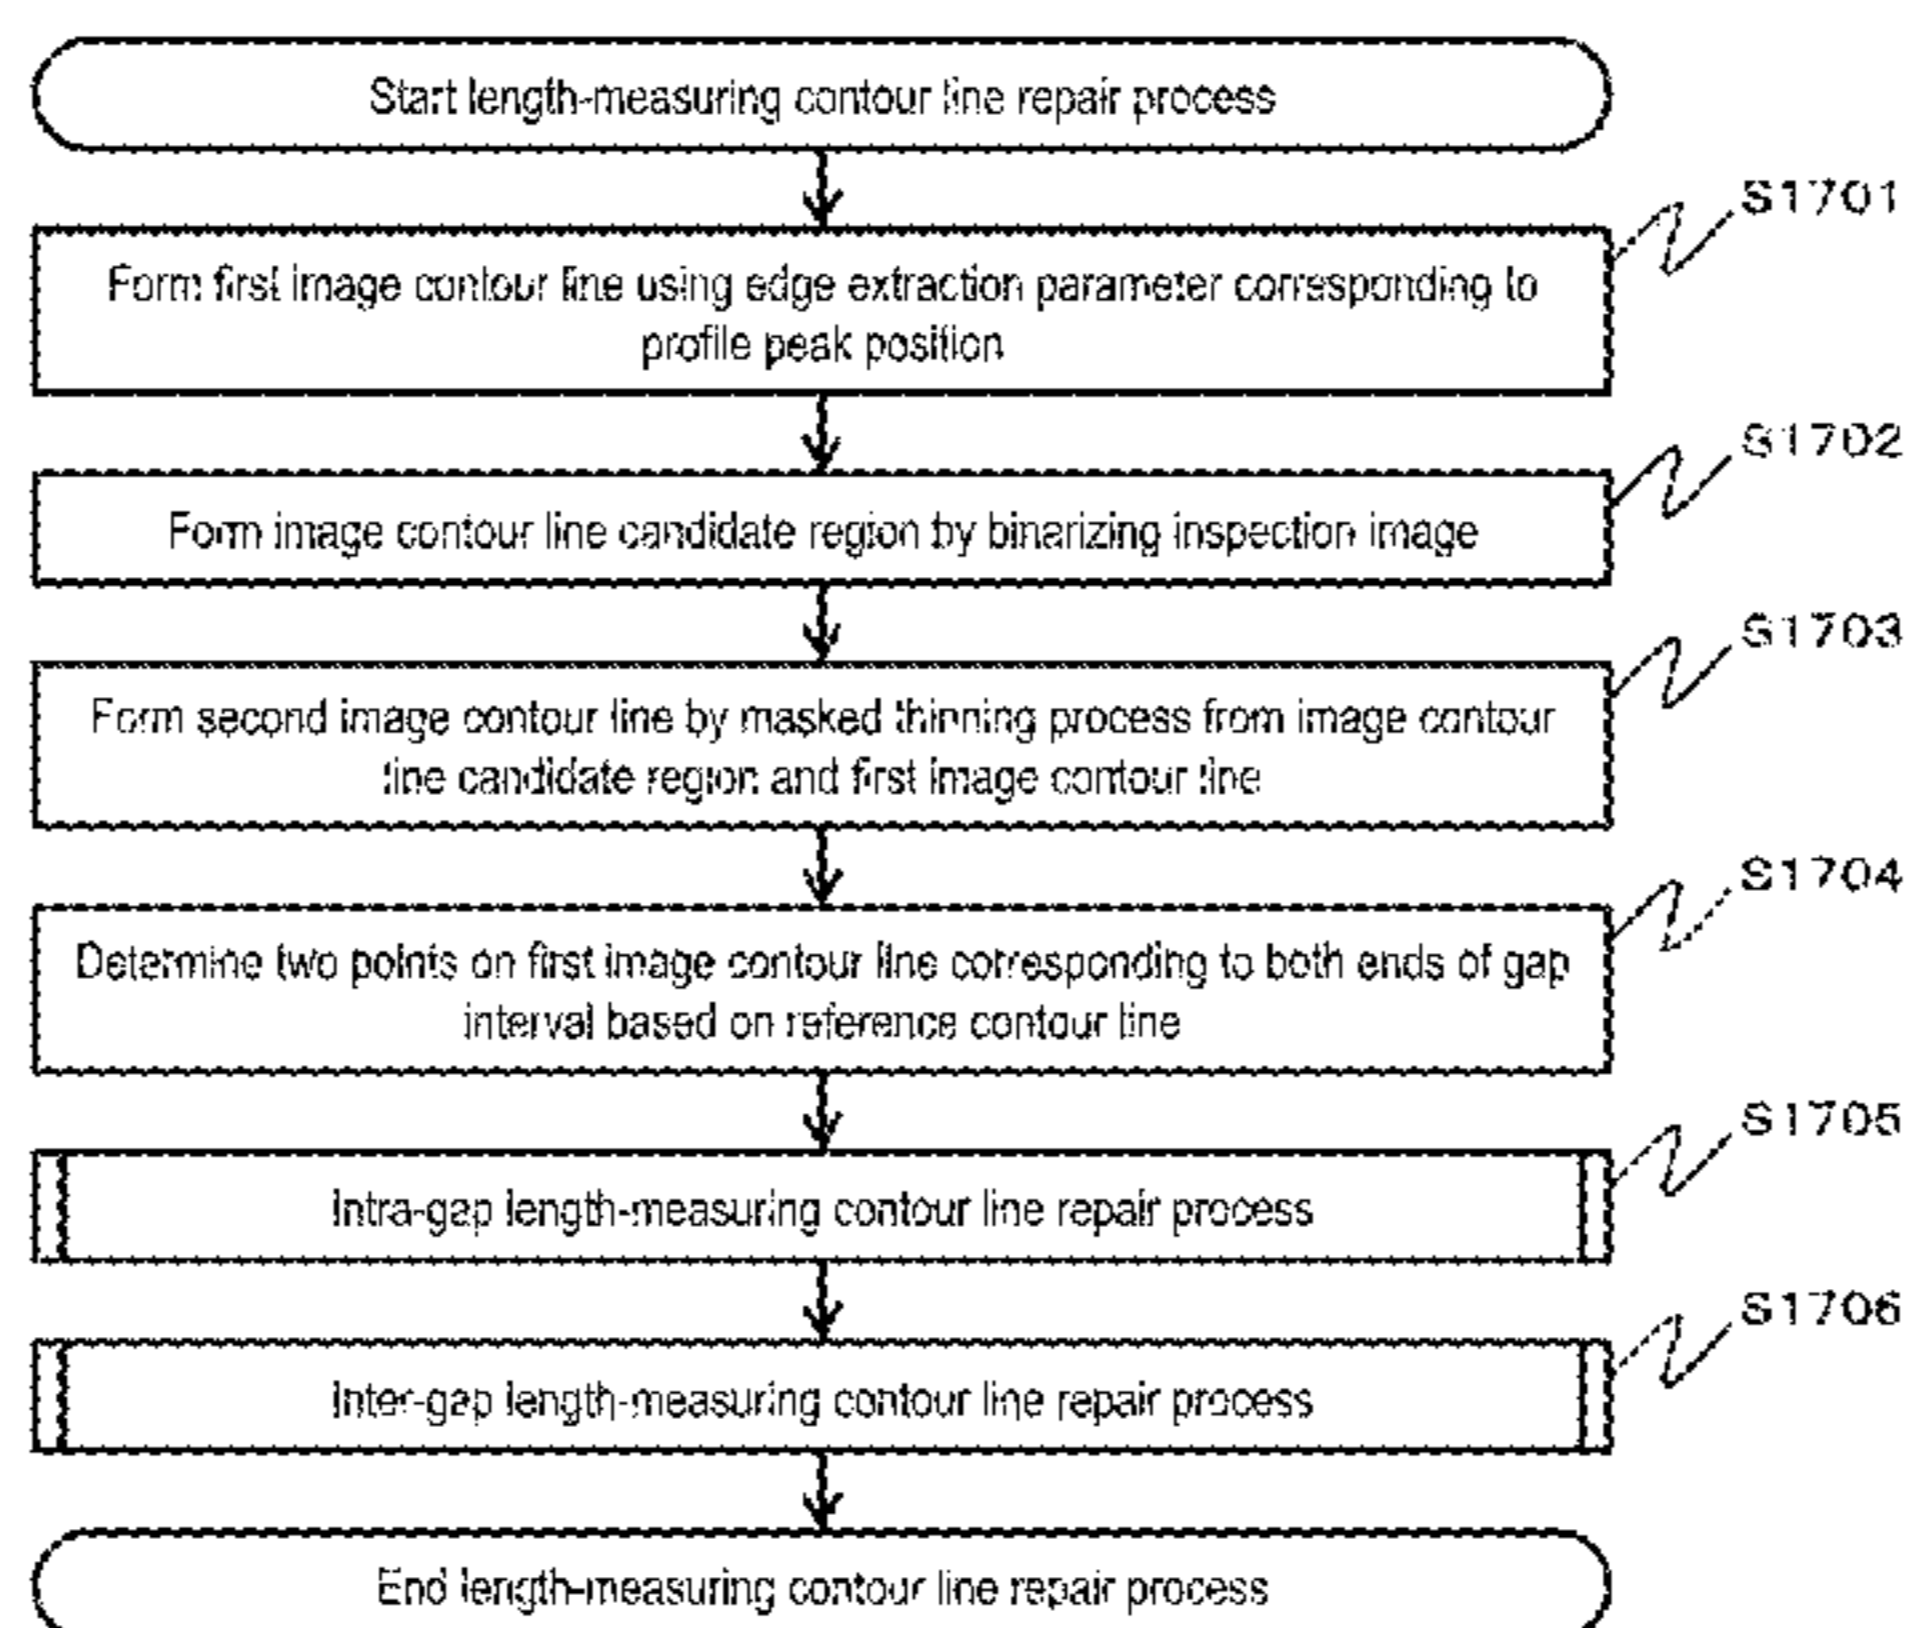 Start length-measuring contour line repair process
S1701
Form first image contour line using edge extraction parameter corresponding to
profile peak position
S1702
Form image contour line candidate region by binarizing inspection image
S1703
Form second image contour line by masked thinning process from image contour
line candidate region and first image contour line
S1704
Determine two points on first image contour line corresponding to both ends of gap
interval based on reference contour line
S1705
Intra-gap length-measuring contour line repair process
S1706
Inter-gap length-measuring contour line repair process
End length-measuring contour line repair process